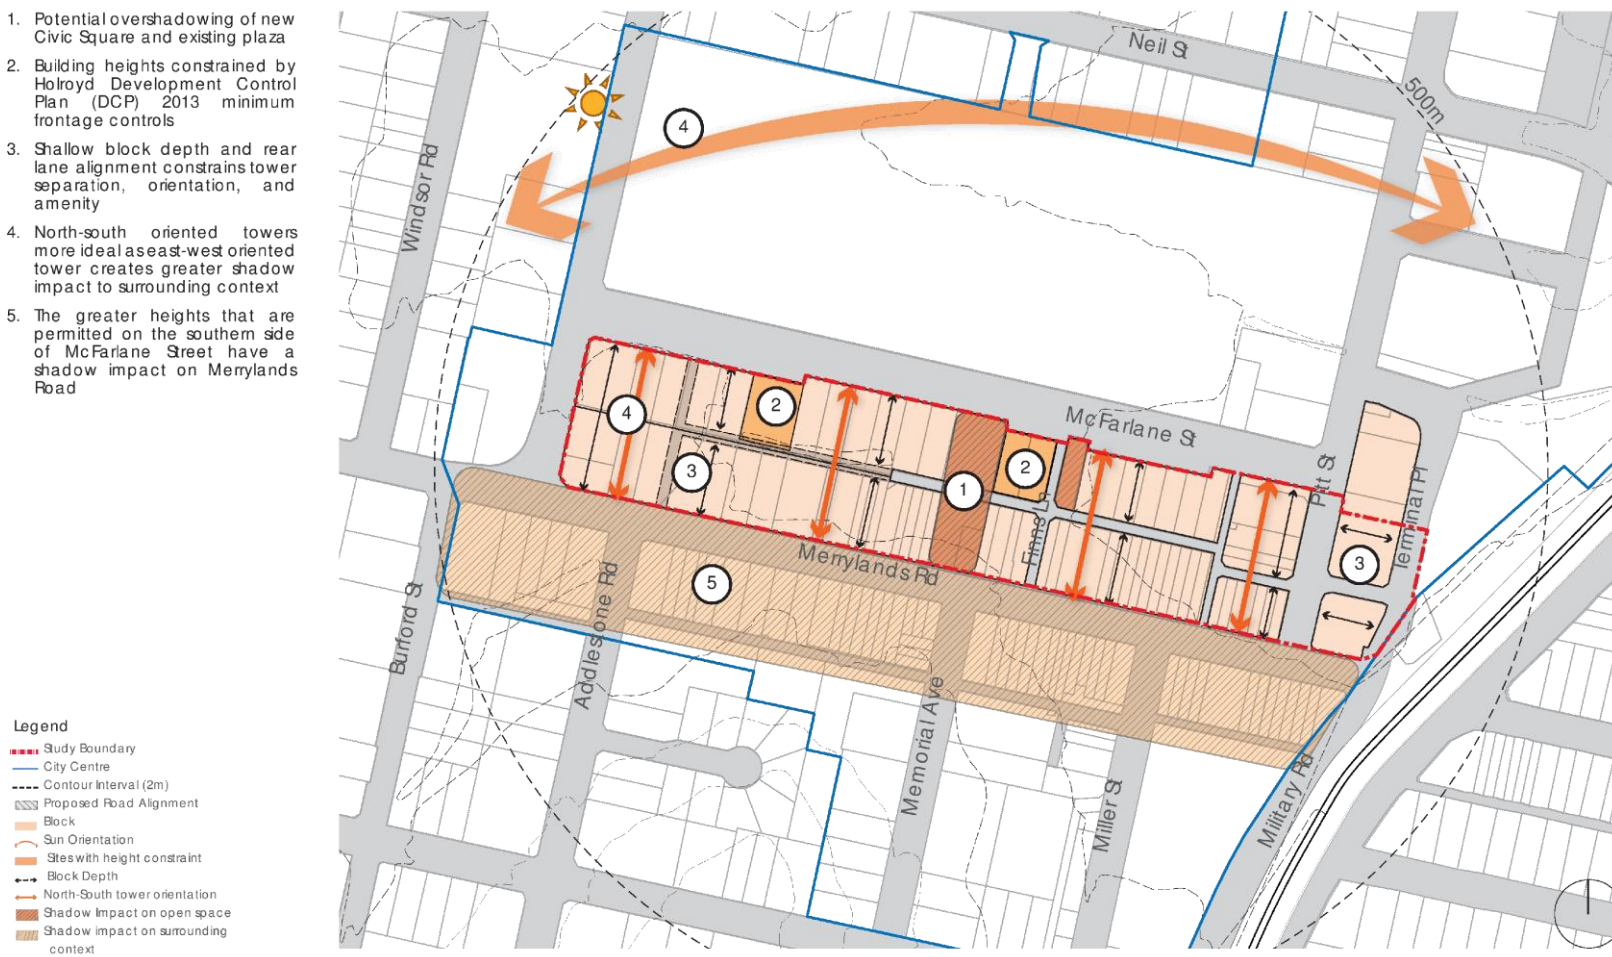 1. Potential overshadowing of new
Civic Square and existing plaza
2. Building heights constrained by
Holroyd Development Control
Plan (DCP) 2013 minimum
frontage controls
3. Shallow block depth and rear
lane alignment constrains tower
separation, orientation, and
amenity
4. North-south oriented towers
more ideal as east-west oriented
tower creates greater shadow
impact to surrounding context
5. The greater heights that are
permitted on the southern side
of McFarlane Street have a
shadow impact on Merrylands
Road
Neil St
500m
4
Windsor Rd
McFarlane St
2
4
3
2
1
Pitt St
Terminal Pl
Finns Ln
3
Merrylands Rd
5
Burford St
Addlestone Rd
Memorial Ave
Miller St
Military Rd
Legend
Study Boundary
City Centre
Contour Interval (2m)
Proposed Road Alignment
Block
Sun Orientation
Sites with height constraint
Block Depth
North-South tower orientation
Shadow Impact on open space
Shadow impact on surrounding
context